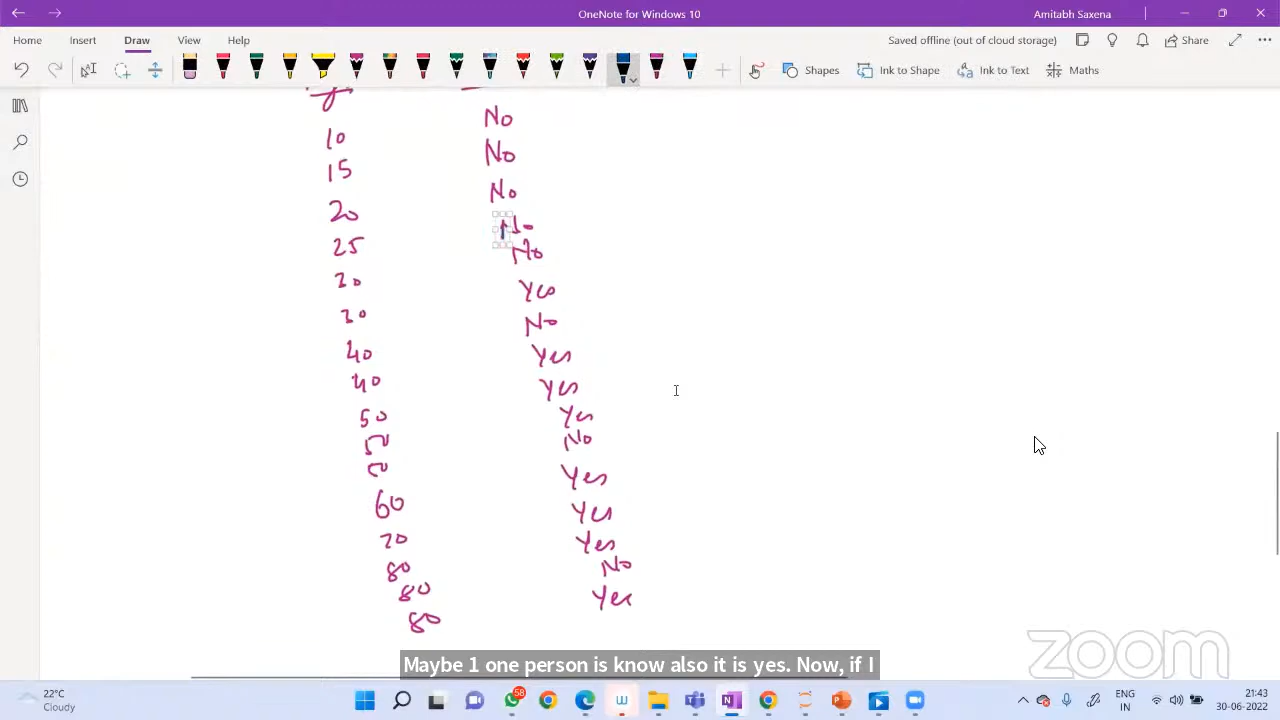 OneNote for Windows 10
Amitabh Saxena
Home Insert Draw View Help
Saved offline (out of cloud storage)
Share
Shapes
Ink to Shape
Ink to Text
Maths
No
10 No
15 No
20
25 No
30 Yes
30 No
40 Yes
40 Yes
50 Yes
No
60 Yes
70 Yes
80 Yes
80 No
80 Yes
Maybe 1 one person is know also it is yes. Now, if I
zoom
22°C
Cloudy
58
ENG
IN
21:43
30-06-2022